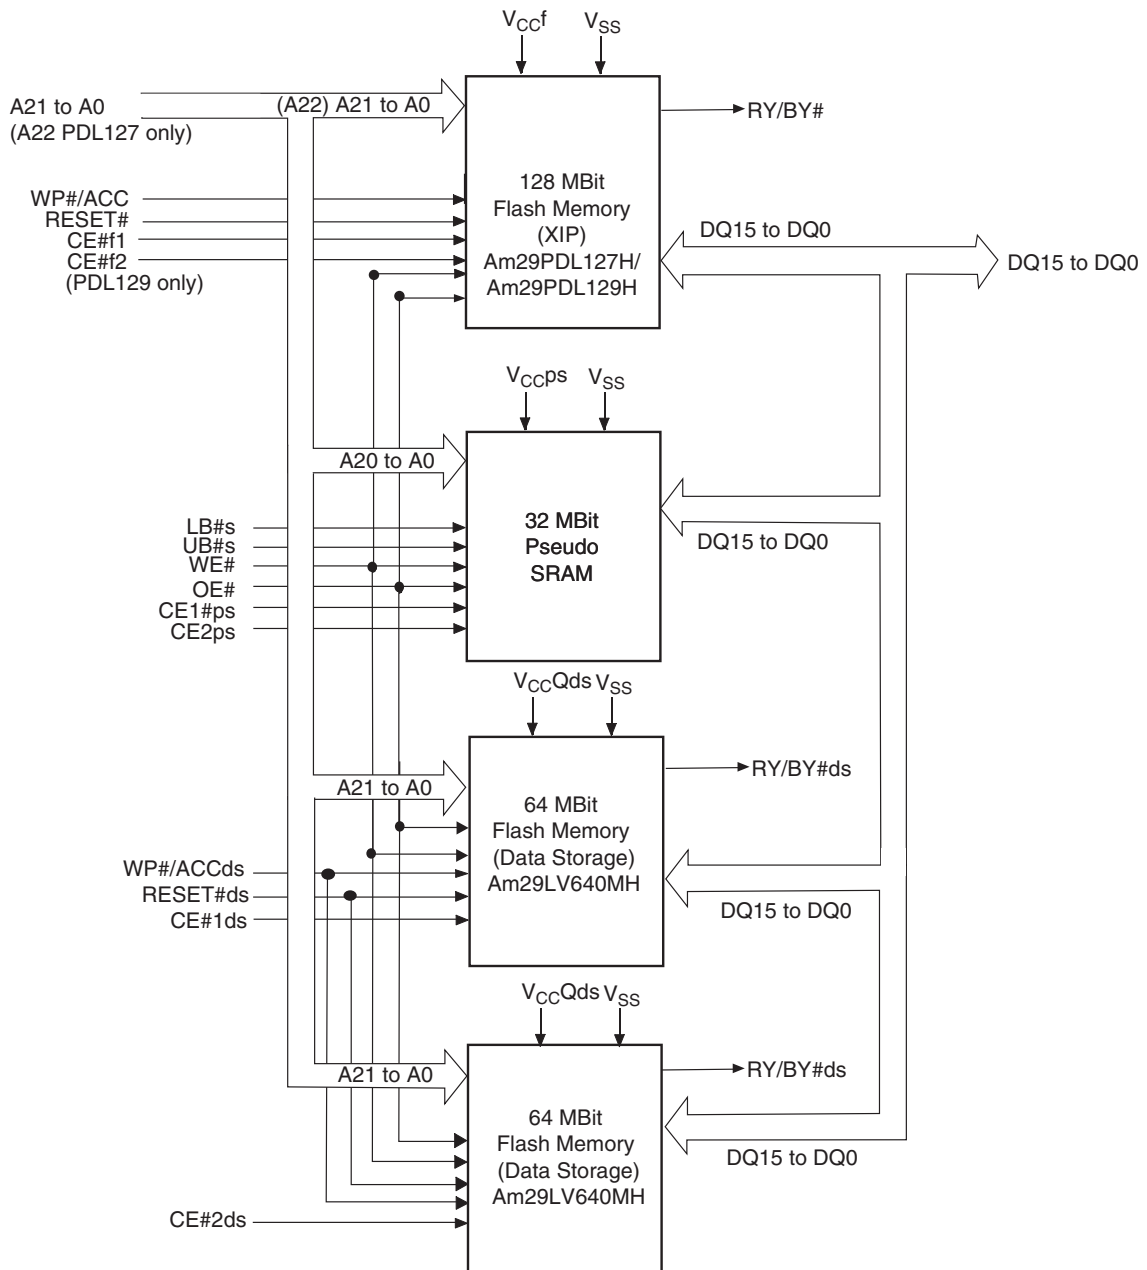 VCCf VSS
A21 to A0
(A22 PDL127 only)
(A22) A21 to A0
RY/BY#
WP#/ACC
RESET#
CE#f1
CE#f2
(PDL129 only)
128 MBit
Flash Memory
(XIP)
Am29PDL127H/
Am29PDL129H
DQ15 to DQ0
DQ15 to DQ0
VCCps VSS
A20 to A0
LB#s
UB#s
WE#
OE#
CE1#ps
CE2ps
32 MBit
Pseudo
SRAM
DQ15 to DQ0
VCCQds VSS
A21 to A0
RY/BY#ds
64 MBit
Flash Memory
(Data Storage)
Am29LV640MH
WP#/ACCds
RESET#ds
CE#1ds
DQ15 to DQ0
VCCQds VSS
A21 to A0
RY/BY#ds
64 MBit
Flash Memory
(Data Storage)
Am29LV640MH
DQ15 to DQ0
CE#2ds